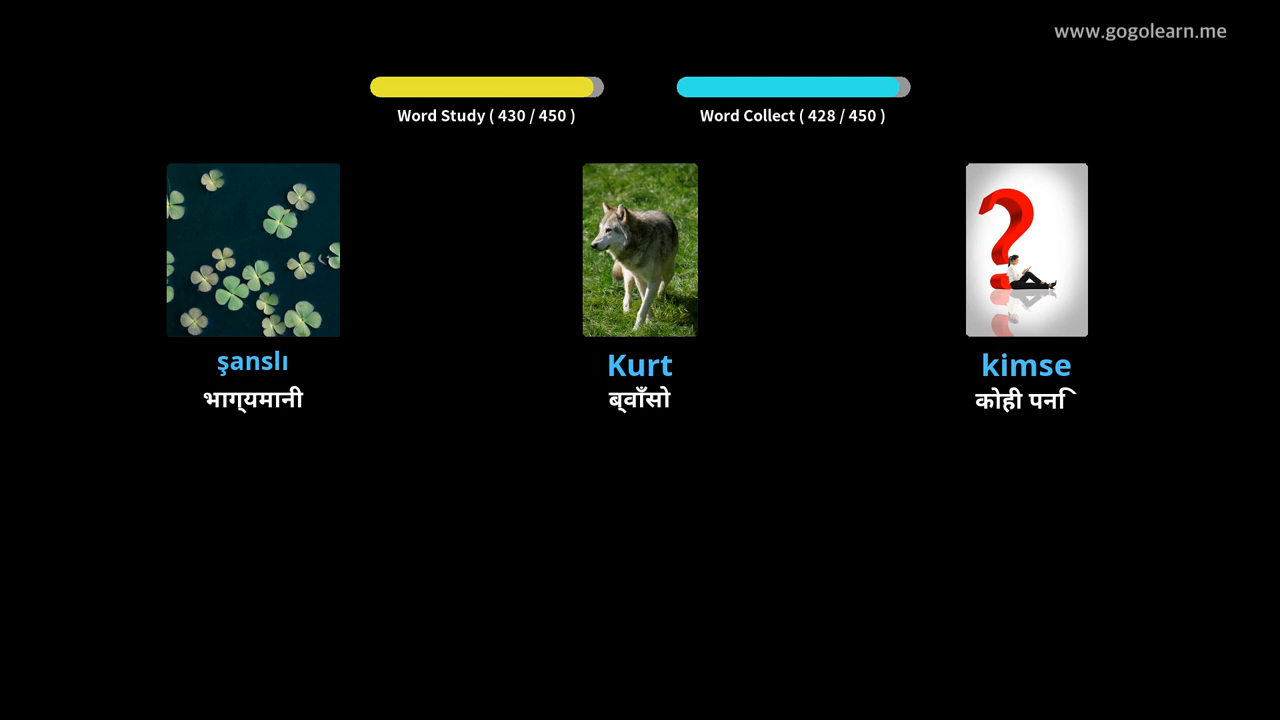 www.gogolearn.me
Word Study ( 430 / 450 )
Word Collect ( 428 / 450 )
şanslı
Kurt
kimse
भाग्यमानी
ब्वाँसो
कोही पनि